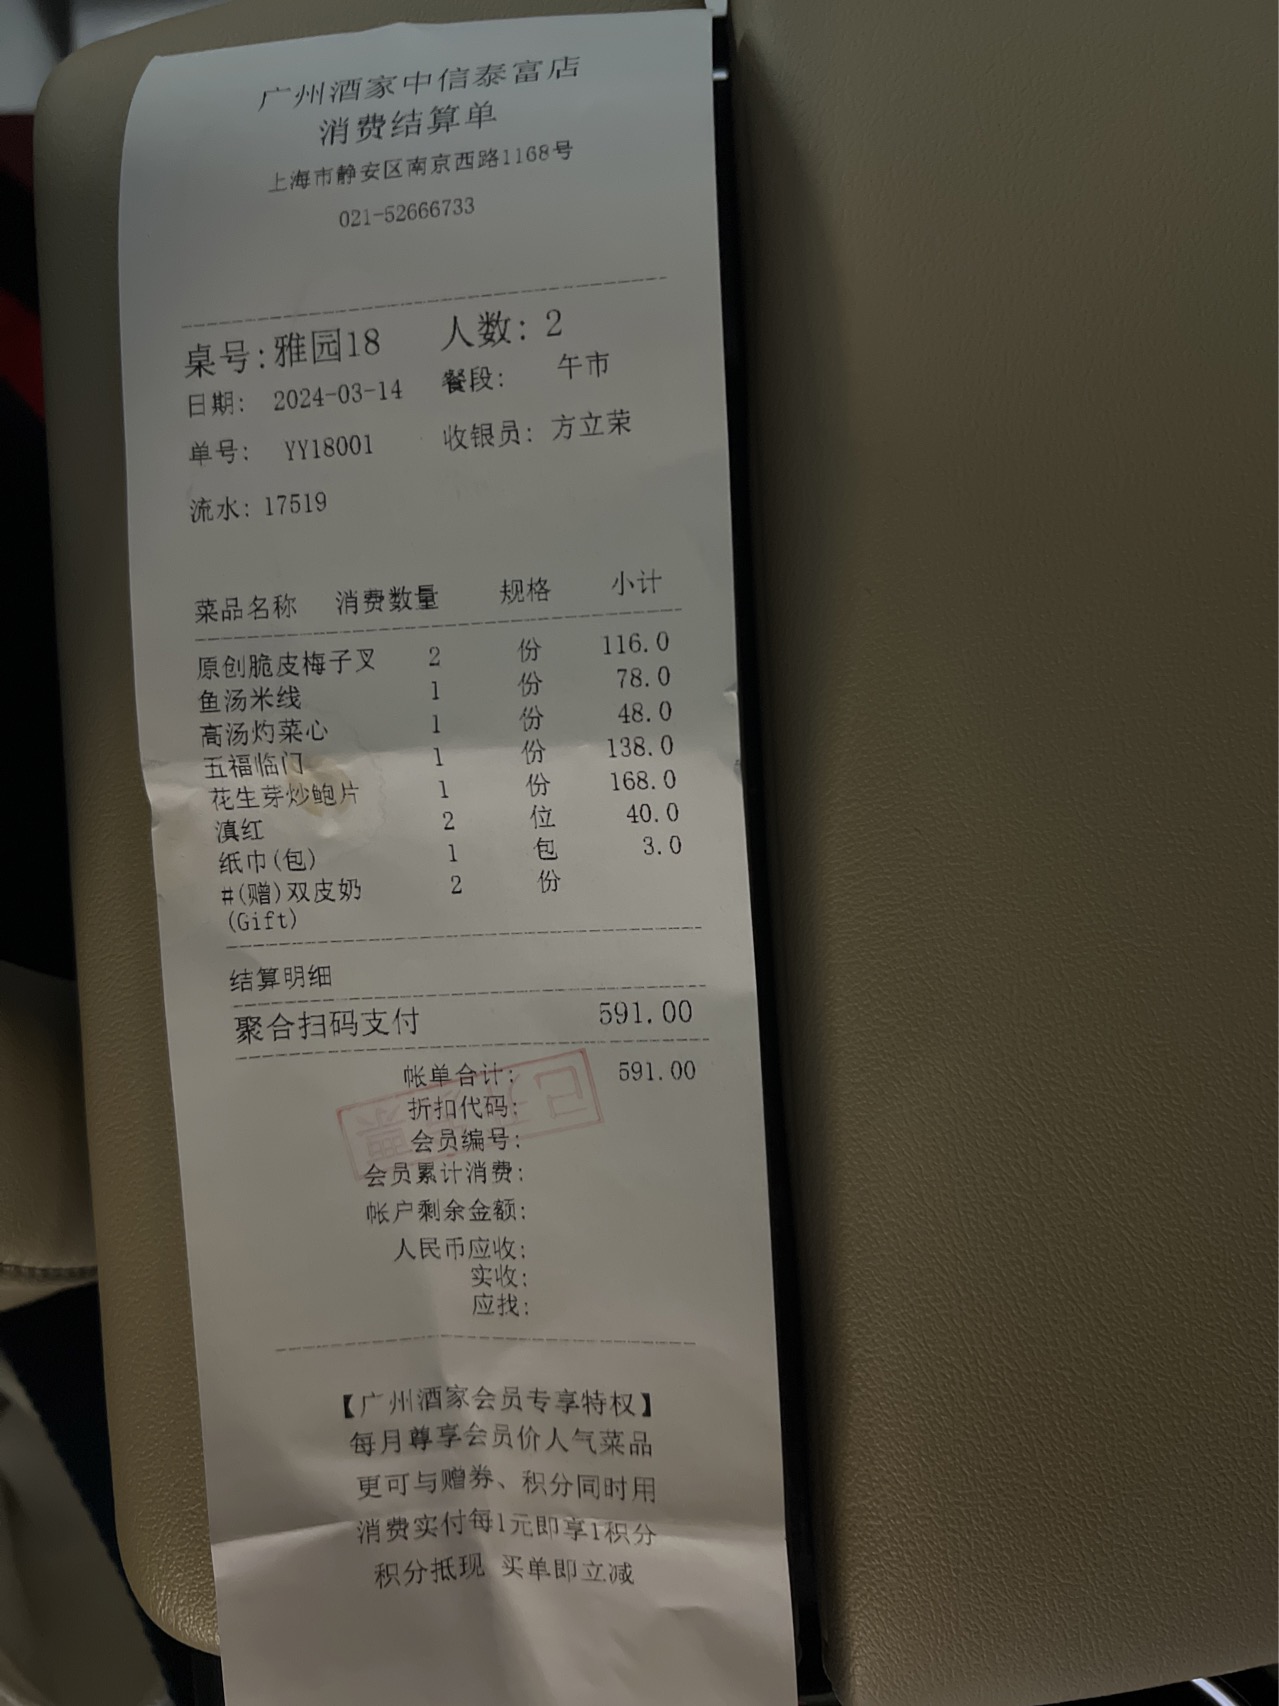 广州酒家中信泰富店
消费结算单
上海市静安区南京西路1168号
021-52666733
桌号:雅园18 人数: 2
日期: 2024-03-14 餐段: 午市
单号: YY18001 收银员: 方立荣
流水: 17519
菜品名称 消费数量 规格 小计
原创脆皮梅子叉 2 份 116.0
鱼汤米线 1 份 78.0
高汤灼菜心 1 份 48.0
五福临门 1 份 138.0
花生芽炒鲍片 1 份 168.0
滇红 2 位 40.0
纸巾(包) 1 包 3.0
#(赠)双皮奶 2 份
(Gift)
结算明细
聚合扫码支付 591.00
帐单合计: 591.00
折扣代码:
会员编号:
会员累计消费:
帐户剩余金额:
人民币应收:
实收:
应找:
【广州酒家会员专享特权】
每月尊享会员价人气菜品
更可与赠券、积分同时用
消费实付每1元即享1积分
积分抵现 买单即立减